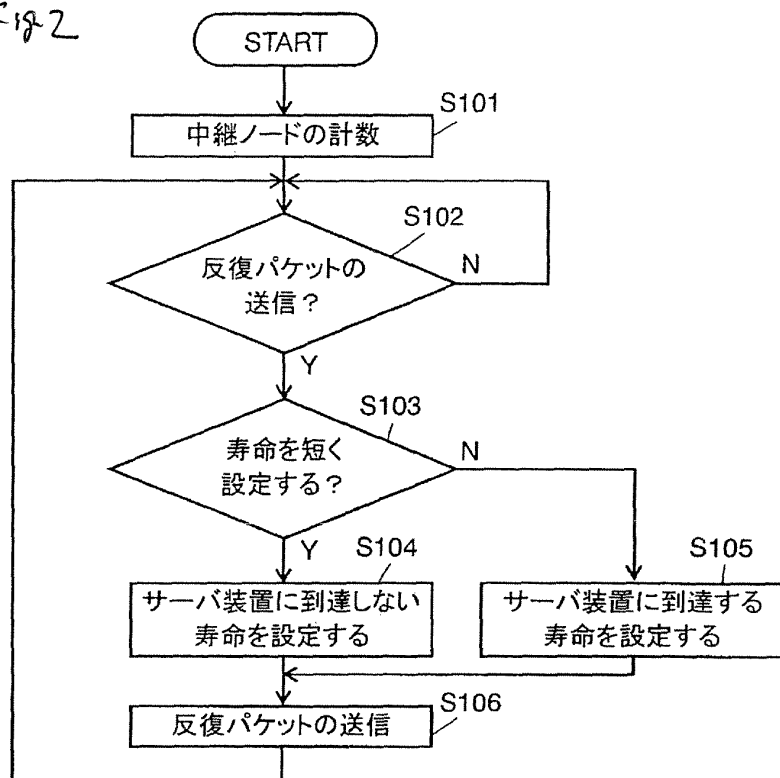 Fig 2
START
S101
中継ノードの計数
S102
反復パケットの
送信？
N
Y
S103
寿命を短く
設定する？
N
Y
S104
サーバ装置に到達しない
寿命を設定する
S105
サーバ装置に到達する
寿命を設定する
S106
反復パケットの送信